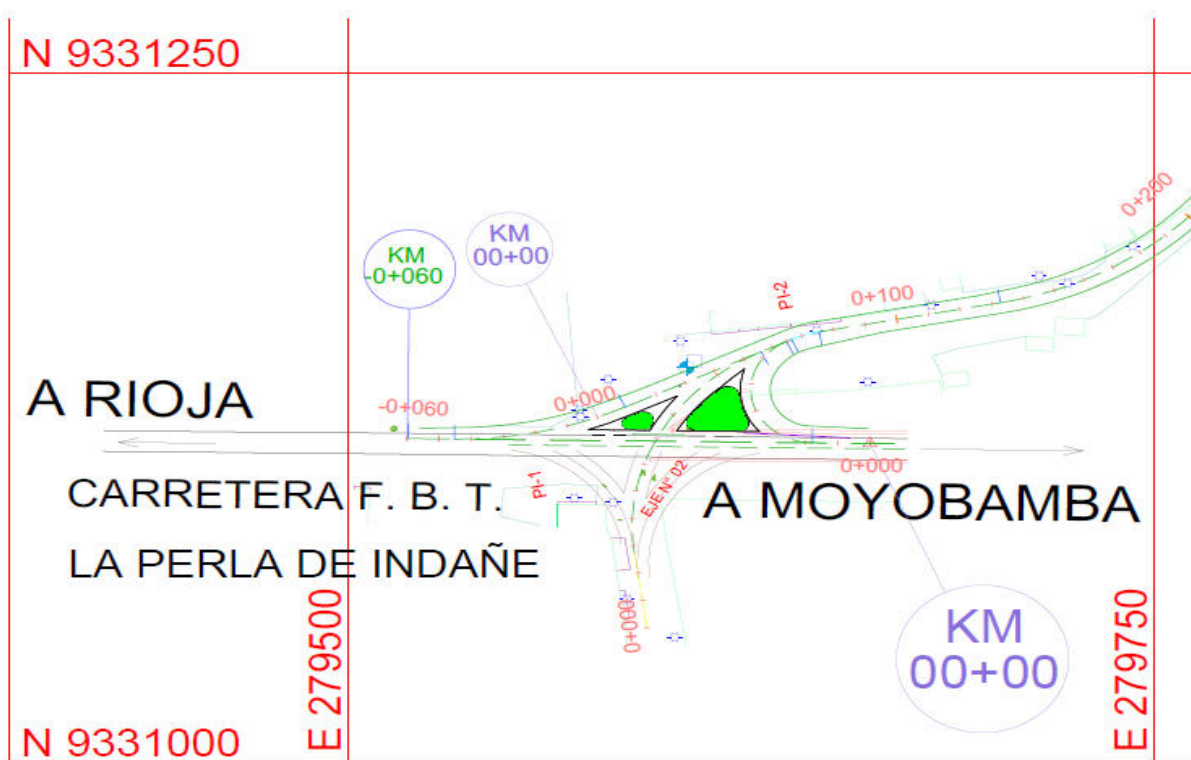 N 9331250
0+200
KM
-0+060
KM
00+00
PI-2
0+100
A RIOJA
-0+060
0+000
PI-1
EJE N° 02
0+000
CARRETERA F. B. T.
A MOYOBAMBA
LA PERLA DE INDAÑE
0+000
KM
00+00
E 279500
E 279750
N 9331000